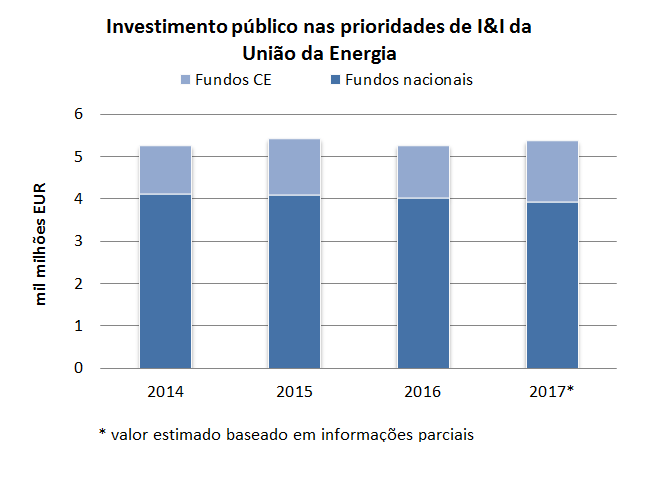 Investimento público nas prioridades de I&I da
União da Energia
Fundos CE Fundos nacionais
6
5
4
3
2
1
0
mil milhões EUR
2014 2015 2016 2017*
* valor estimado baseado em informações parciais